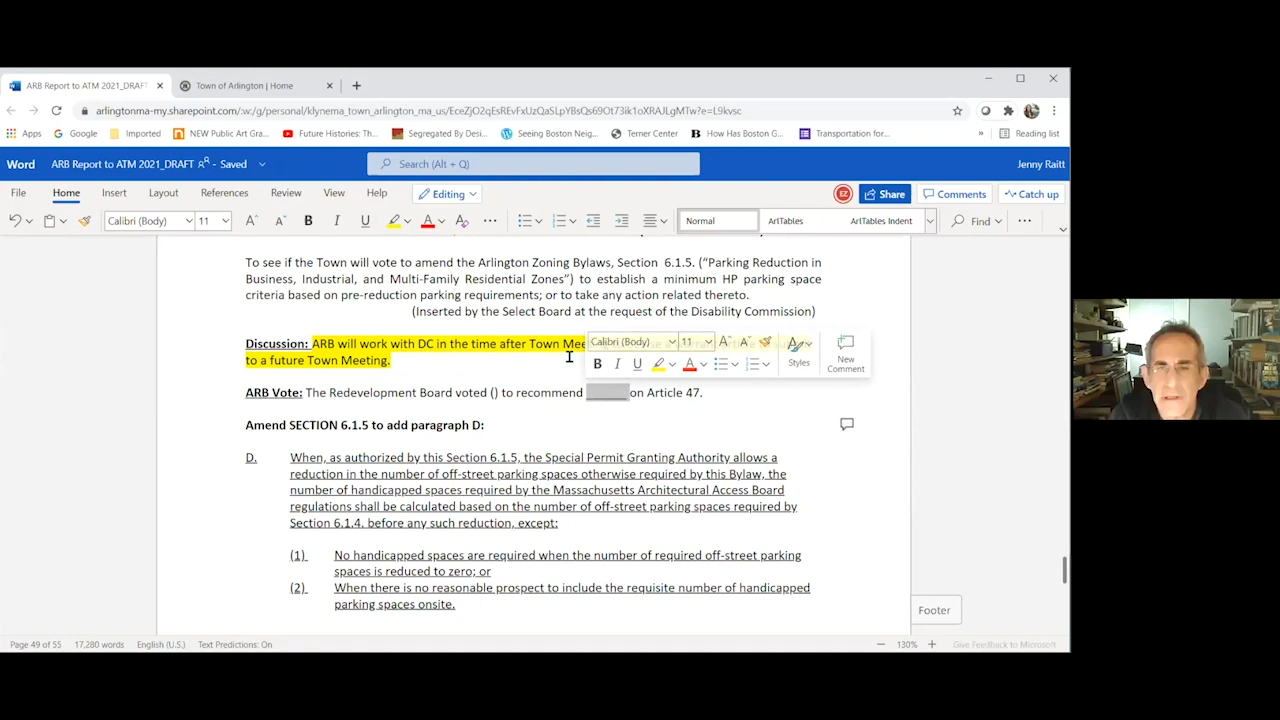 ARB Report to ATM 2021_DRAFT
Town of Arlington | Home
arlingtonma-my.sharepoint.com/:w:/g/personal/klynema_town_arlington_ma_us/EceZjO2qEsREvFxUzQaSLpYBsQs69Ot73ik1oXRAJLgMTw?e=L9kvsc
Apps Google Imported NEW Public Art Gra... Future Histories: Th... Segregated By Desi... Seeing Boston Neig... Terner Center B How Has Boston G... Transportation for... » Reading list
Word ARB Report to ATM 2021_DRAFT - Saved Search (Alt + Q) Jenny Raitt
File Home Insert Layout References Review View Help Editing EZ Share Comments Catch up
Calibri (Body) 11 B I U A Normal ArtTables ArtTables Indent Find
To see if the Town will vote to amend the Arlington Zoning Bylaws, Section 6.1.5. (“Parking Reduction in
Business, Industrial, and Multi-Family Residential Zones”) to establish a minimum HP parking space
criteria based on pre-reduction parking requirements; or to take any action related thereto.
(Inserted by the Select Board at the request of the Disability Commission)
Discussion: ARB will work with DC in the time after Town
to a future Town Meeting.
Calibri (Body) 11 A A
B I U A Styles New
Comment
ARB Vote: The Redevelopment Board voted () to recommend on Article 47.
Amend SECTION 6.1.5 to add paragraph D:
D. When, as authorized by this Section 6.1.5, the Special Permit Granting Authority allows a
reduction in the number of off-street parking spaces otherwise required by this Bylaw, the
number of handicapped spaces required by the Massachusetts Architectural Access Board
regulations shall be calculated based on the number of off-street parking spaces required by
Section 6.1.4. before any such reduction, except:
(1) No handicapped spaces are required when the number of required off-street parking
spaces is reduced to zero; or
(2) When there is no reasonable prospect to include the requisite number of handicapped
parking spaces onsite.
Footer
Page 49 of 55 17,280 words English (U.S.) Text Predictions: On 130% Give Feedback to Microsoft